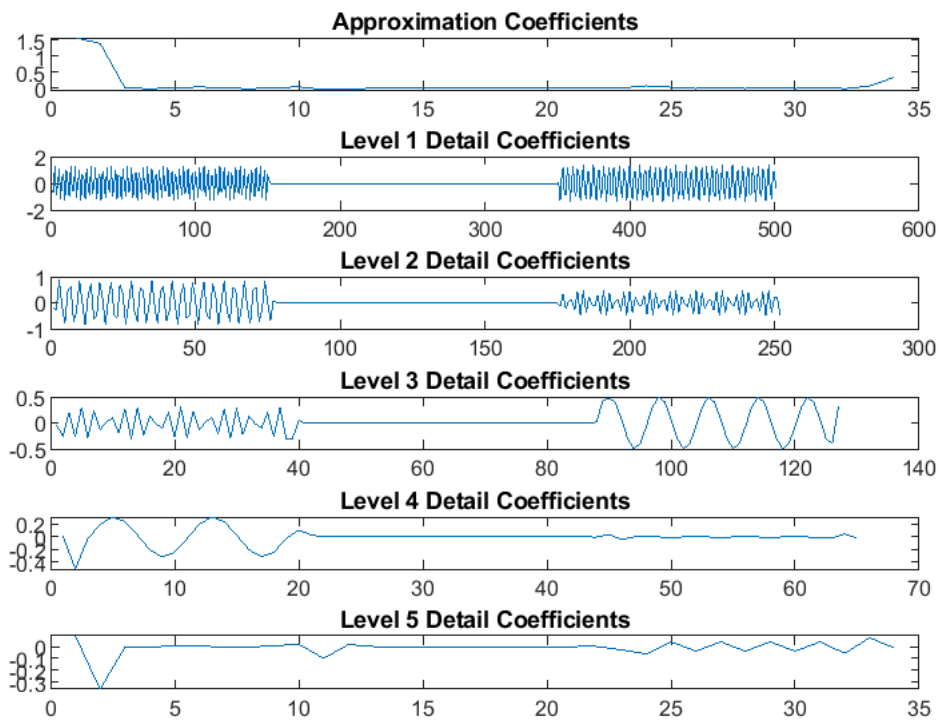 Approximation Coefficients
1.5
1
0.5
0
0 5 10 15 20 25 30 35
Level 1 Detail Coefficients
2
0
-2
0 100 200 300 400 500 600
Level 2 Detail Coefficients
1
0
-1
0 50 100 150 200 250 300
Level 3 Detail Coefficients
0.5
0
-0.5
0 20 40 60 80 100 120 140
Level 4 Detail Coefficients
0.2
0
-0.2
-0.4
0 10 20 30 40 50 60 70
Level 5 Detail Coefficients
0
-0.1
-0.2
-0.3
0 5 10 15 20 25 30 35